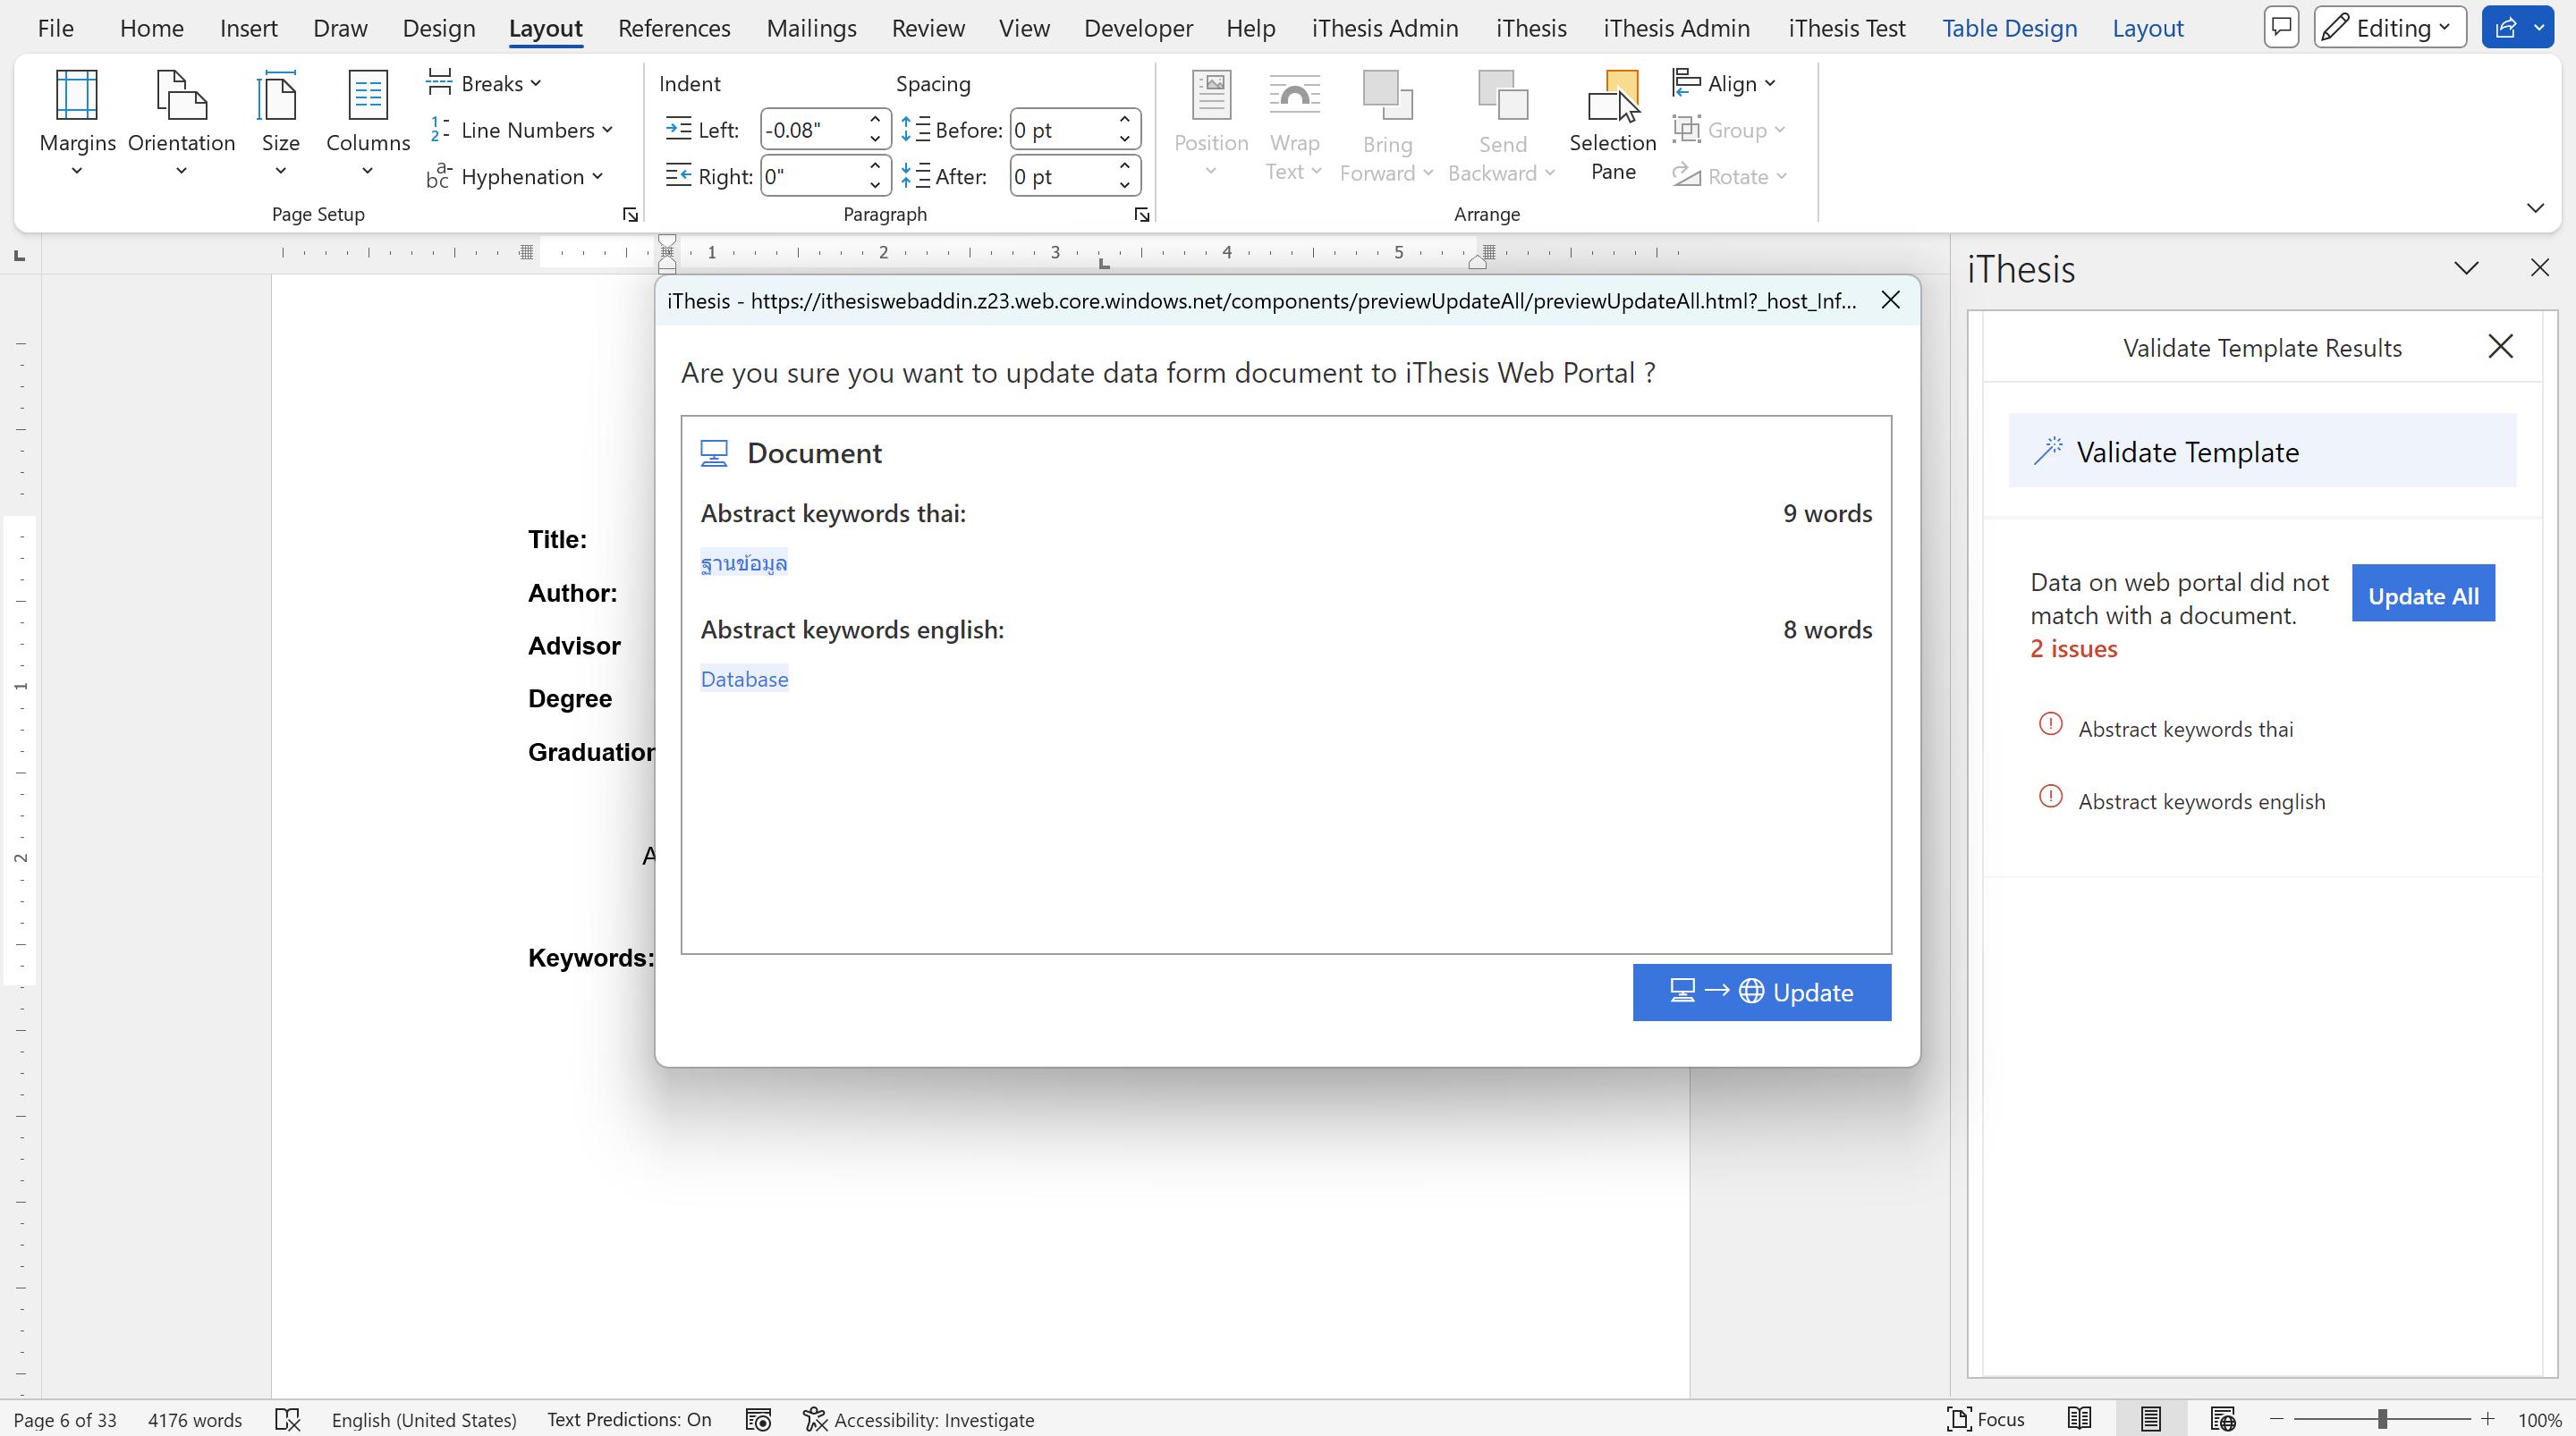 File Home Insert Draw Design Layout References Mailings Review View Developer Help iThesis Admin iThesis iThesis Admin iThesis Test Table Design Layout Editing
Margins Orientation Size Columns Breaks
Line Numbers
Hyphenation
Page Setup
Indent Spacing
Left: -0.08" Before: 0 pt
Right: 0" After: 0 pt
Paragraph
Position Wrap Text Bring Forward Send Backward Selection Pane Align
Group
Rotate
Arrange
1 2 3 4 5
iThesis
iThesis - https://ithesiswebaddin.z23.web.core.windows.net/components/previewUpdateAll/previewUpdateAll.html?_host_Inf...
Are you sure you want to update data form document to iThesis Web Portal ?
Document
Abstract keywords thai: 9 words
ฐานข้อมูล
Abstract keywords english: 8 words
Database
Update
Title:
Author:
Advisor
Degree
Graduation
A
Keywords:
1
2
Validate Template Results
Validate Template
Data on web portal did not
match with a document.
2 issues
Update All
Abstract keywords thai
Abstract keywords english
Page 6 of 33 4176 words English (United States) Text Predictions: On Accessibility: Investigate Focus 100%